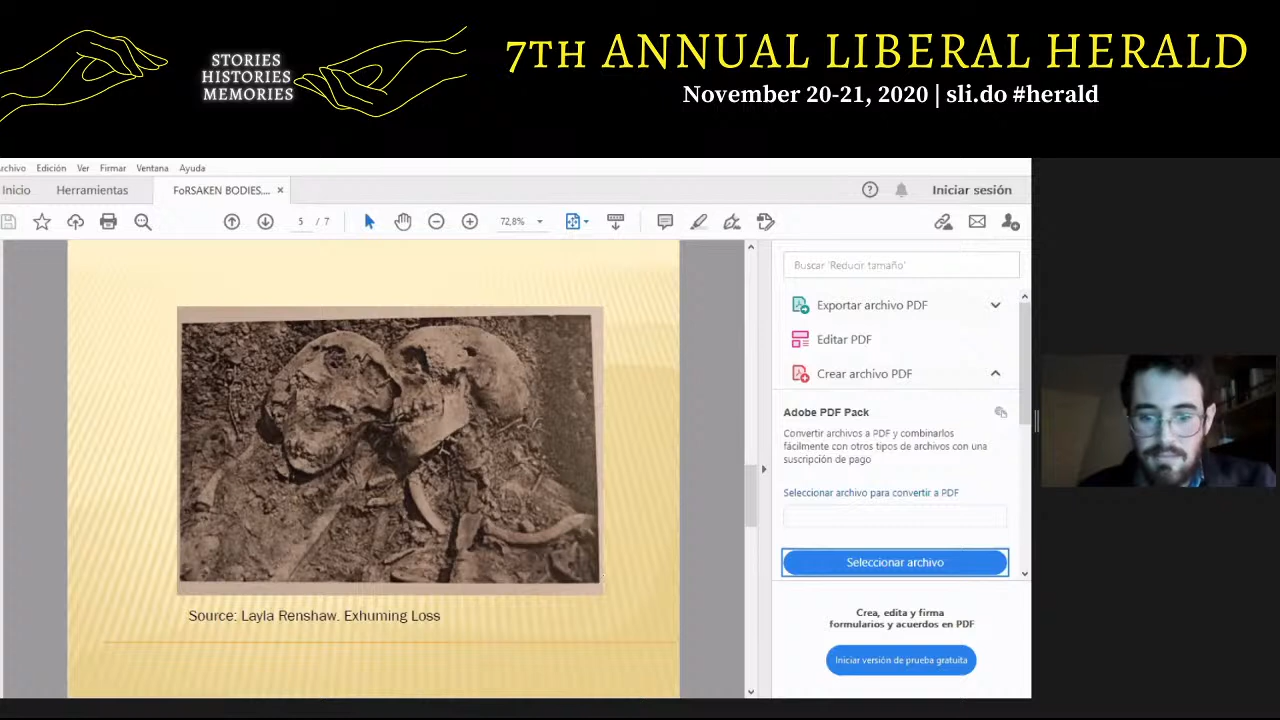 STORIES
HISTORIES
MEMORIES
7TH ANNUAL LIBERAL HERALD
November 20-21, 2020 | sli.do #herald
rchivo Edición Ver Firmar Ventana Ayuda
Inicio Herramientas FoRSAKEN BODIES.... × Iniciar sesión
5 / 7 72,8%
Buscar 'Reducir tamaño'
Exportar archivo PDF
Editar PDF
Crear archivo PDF
Adobe PDF Pack
Convertir archivos a PDF y combinarlos
fácilmente con otros tipos de archivos con una
suscripción de pago
Seleccionar archivo para convertir a PDF
Seleccionar archivo
Crea, edita y firma
formularios y acuerdos en PDF
Iniciar versión de prueba gratuita
Source: Layla Renshaw. Exhuming Loss